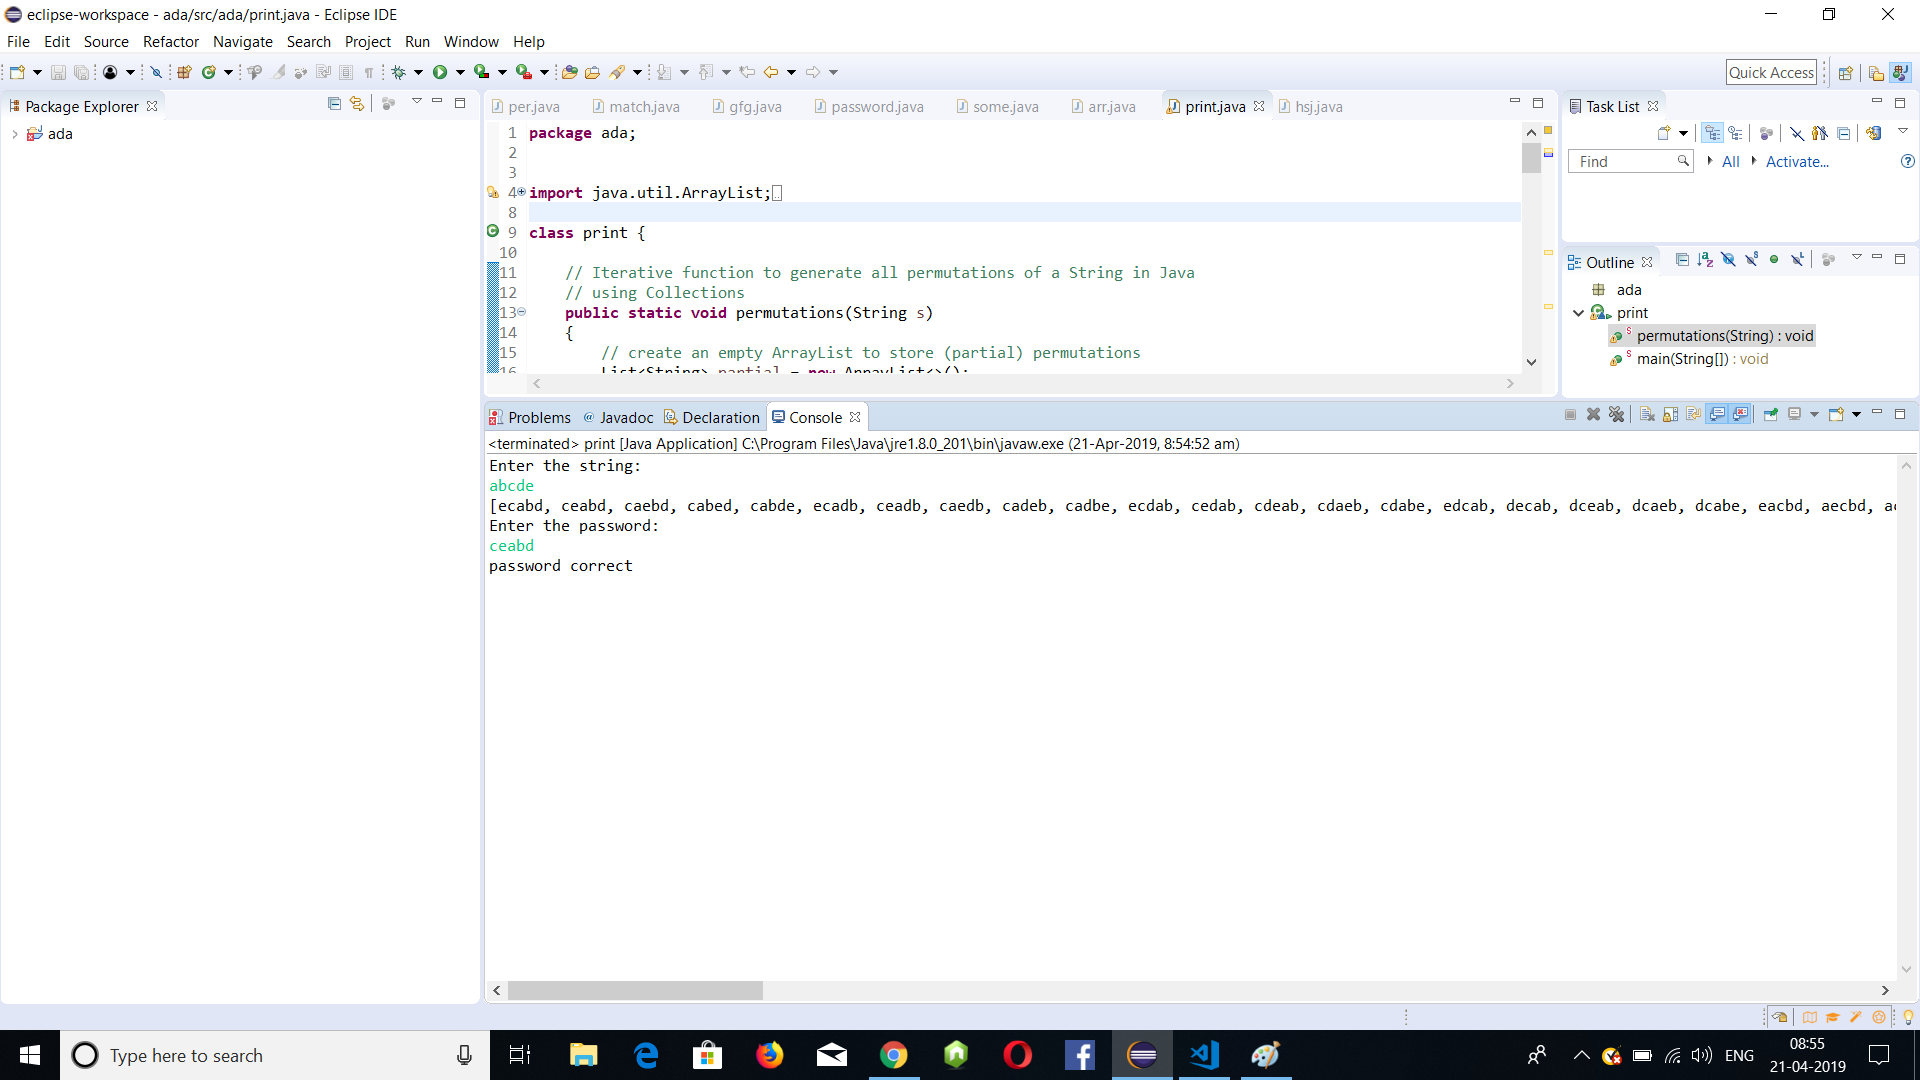 eclipse-workspace - ada/src/ada/print.java - Eclipse IDE
File Edit Source Refactor Navigate Search Project Run Window Help
Quick Access
Package Explorer
ada
per.java match.java gfg.java password.java some.java arr.java print.java hsj.java
1 package ada;
2
3
4 import java.util.ArrayList;
8
9 class print {
10
11 // Iterative function to generate all permutations of a String in Java
12 // using Collections
13 public static void permutations(String s)
14 {
15 // create an empty ArrayList to store (partial) permutations
16 List<String> partial = new ArrayList<>();
Task List
Find All Activate...
Outline
ada
print
permutations(String) : void
main(String[]) : void
Problems @ Javadoc Declaration Console
<terminated> print [Java Application] C:\Program Files\Java\jre1.8.0_201\bin\javaw.exe (21-Apr-2019, 8:54:52 am)
Enter the string:
abcde
[ecabd, ceabd, caebd, cabed, cabde, ecadb, ceadb, caedb, cadeb, cadbe, ecdab, cedab, cdeab, cdaeb, cdabe, edcab, decab, dceab, dcaeb, dcabe, eacbd, aecbd,
Enter the password:
ceabd
password correct
Type here to search
ENG
08:55
21-04-2019